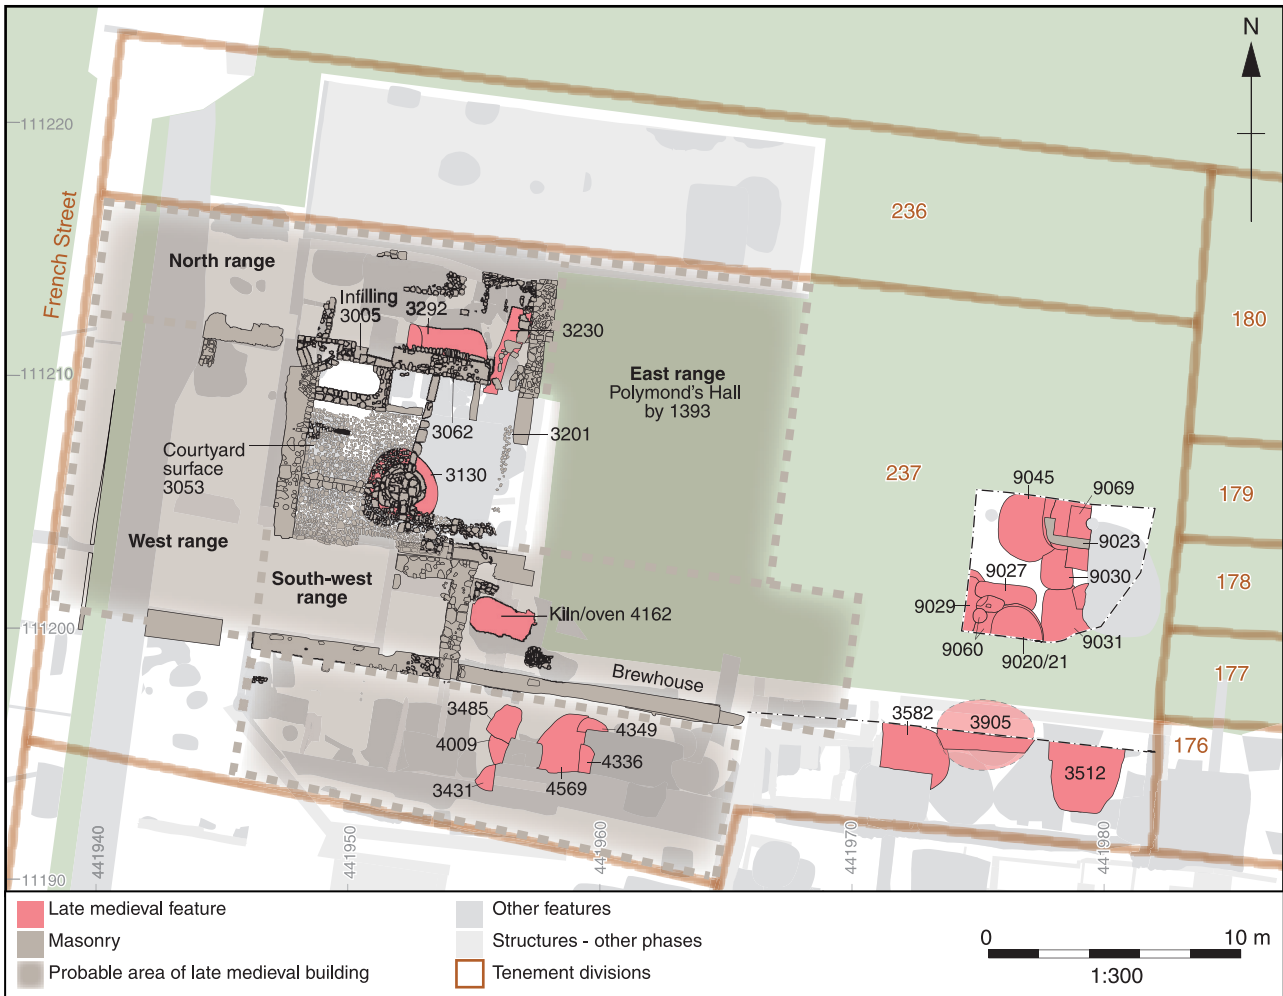 N
111220
French Street
236
North range
180
Infilling
3005
3292
3230
111210
East range
Polymond's Hall
by 1393
3062
3201
Courtyard
surface
3053
3130
237
9045
9069
179
9023
West range
9027
9030
178
South-west
range
9029
Kiln/oven 4162
111200
9060
9031
9020/21
177
Brewhouse
3485
4349
3582
3905
176
4009
4336
3512
3431
4569
441940
441950
441960
441970
441980
11190
Late medieval feature
Masonry
Probable area of late medieval building
Other features
Structures - other phases
Tenement divisions
0
10 m
1:300